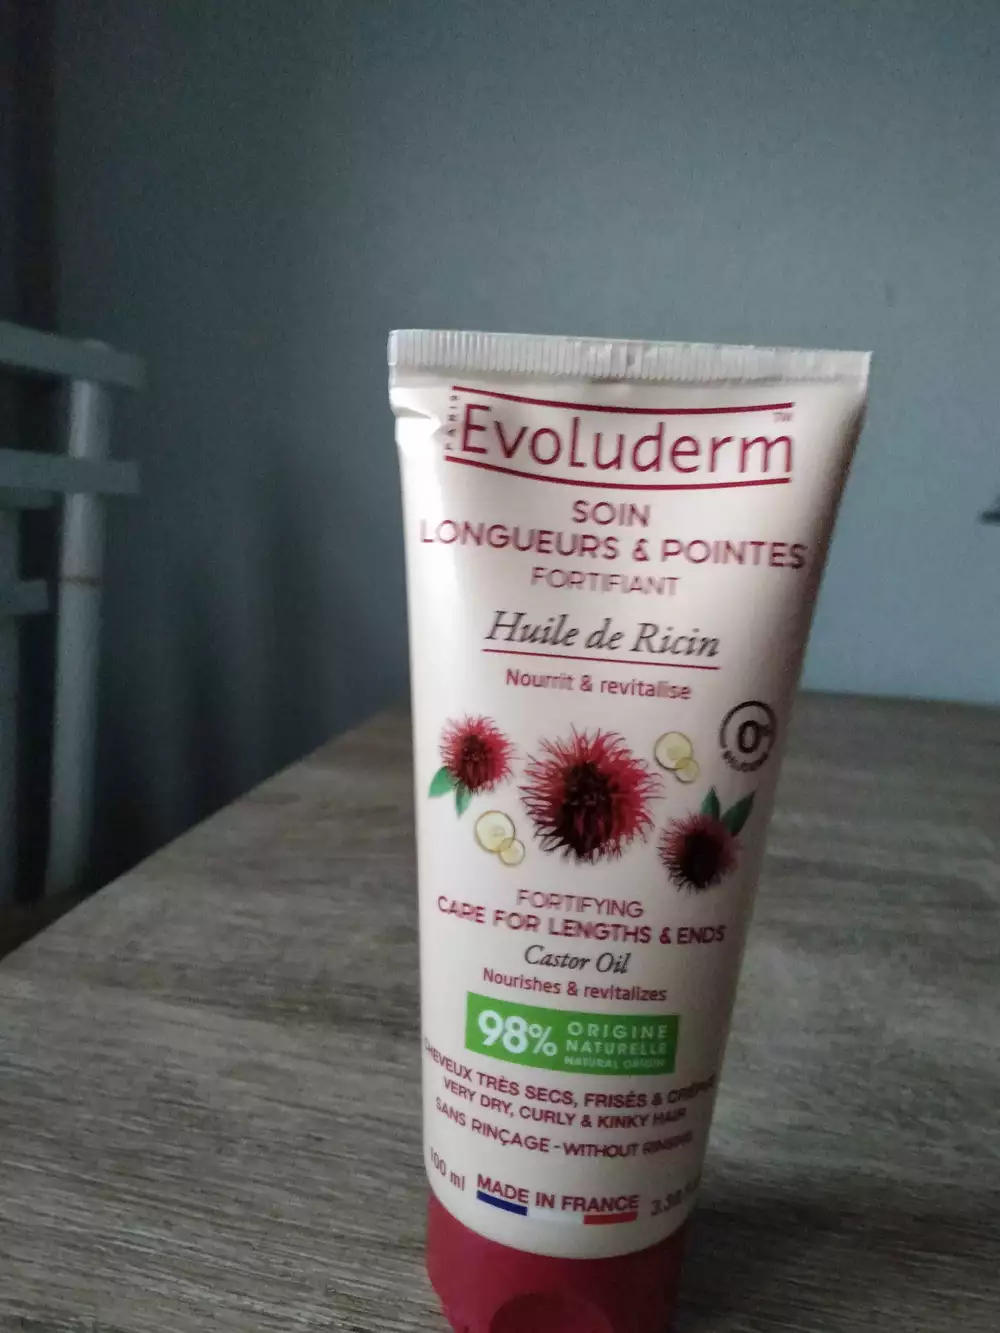 PARIS
Evoluderm™
SOIN
LONGUEURS & POINTES
FORTIFIANT
Huile de Ricin
Nourrit & revitalise
0%
FORTIFYING
CARE FOR LENGTHS & ENDS
Castor Oil
Nourishes & revitalizes
98% ORIGINE
NATURELLE
NATURAL ORIGIN
CHEVEUX TRÈS SECS, FRISÉS &
VERY DRY, CURLY & KINKY HAIR
SANS RINÇAGE - WITHOUT RINSING
100 ml
MADE IN FRANCE